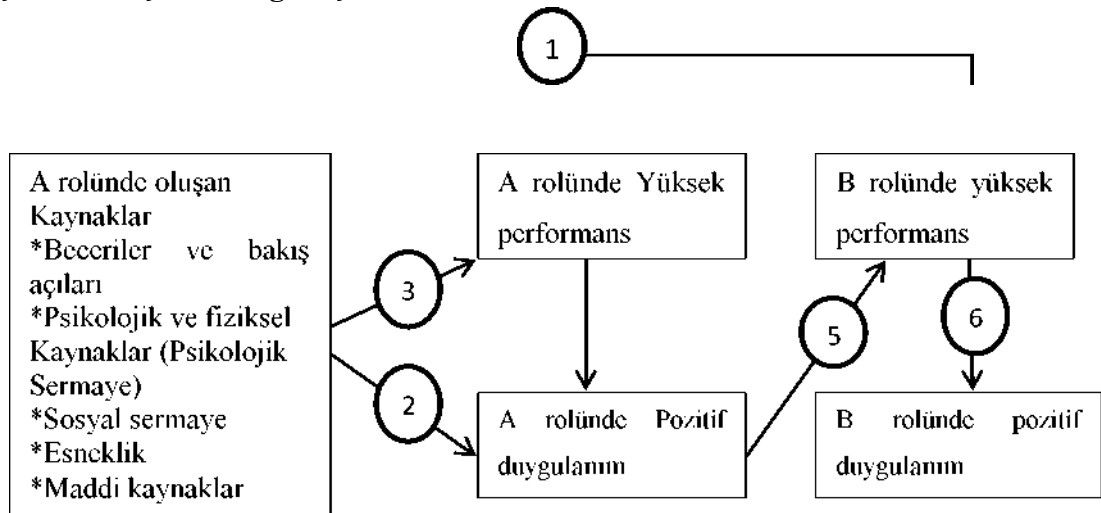 1
A rolünde oluşan
Kaynaklar
*Beceriler ve bakış
açıları
*Psikolojik ve fiziksel
Kaynaklar (Psikolojik
Sermaye)
*Sosyal sermaye
*Esneklik
*Maddi kaynaklar
3
2
A rolünde Yüksek
performans
A rolünde Pozitif
duygulanım
5
B rolünde yüksek
performans
6
B rolünde pozitif
duygulanım